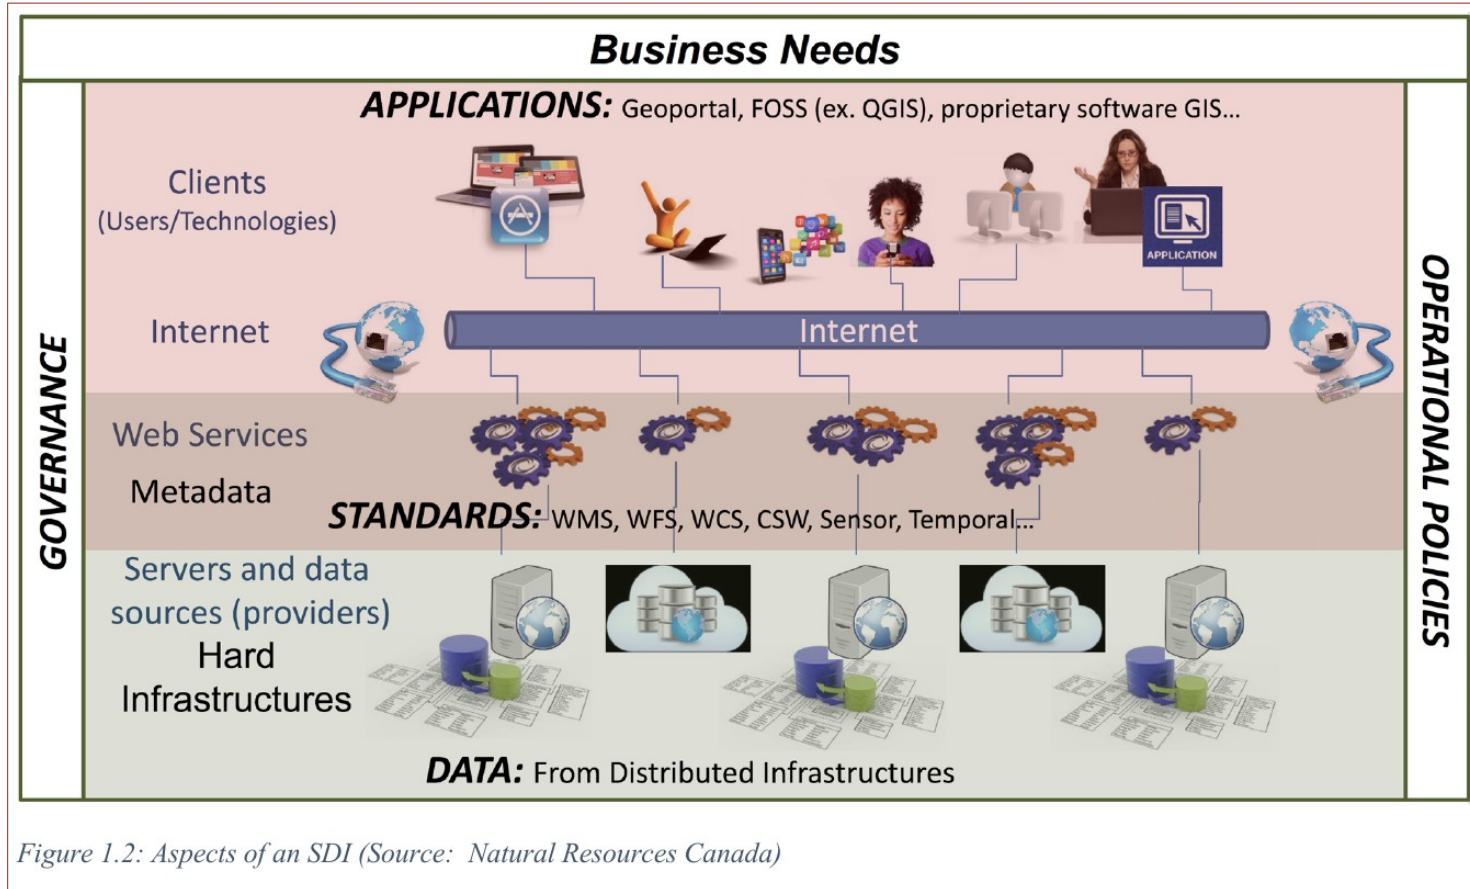 Business Needs
APPLICATIONS: Geoportal, FOSS (ex. QGIS), proprietary software GIS...
Clients
(Users/Technologies)
APPLICATION
Internet
Internet
GOVERNANCE
OPERATIONAL POLICIES
Web Services
Metadata
STANDARDS: WMS, WFS, WCS, CSW, Sensor, Temporal...
Servers and data
sources (providers)
Hard
Infrastructures
DATA: From Distributed Infrastructures
Figure 1.2: Aspects of an SDI (Source: Natural Resources Canada)